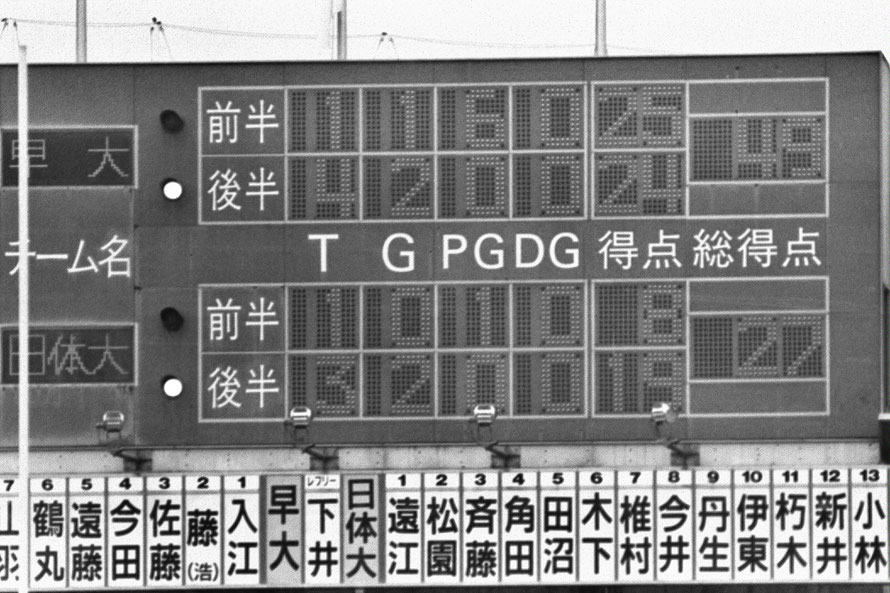 早大
前半 1 1 6 0 25
後半 4 2 0 0 24
49
チーム名 T G PG DG 得点 総得点
日体大
前半 1 0 1 0 8
後半 3 2 0 0 19
27
7 6 5 4 3 2 1 レフリー 1 2 3 4 5 6 7 8 9 10 11 12 13
鶴丸
遠藤
今田
佐藤
藤(浩)
入江
早大
下井
日体大
遠江
松園
斉藤
角田
田沼
木下
椎村
今井
丹生
伊東
朽木
新井
小林